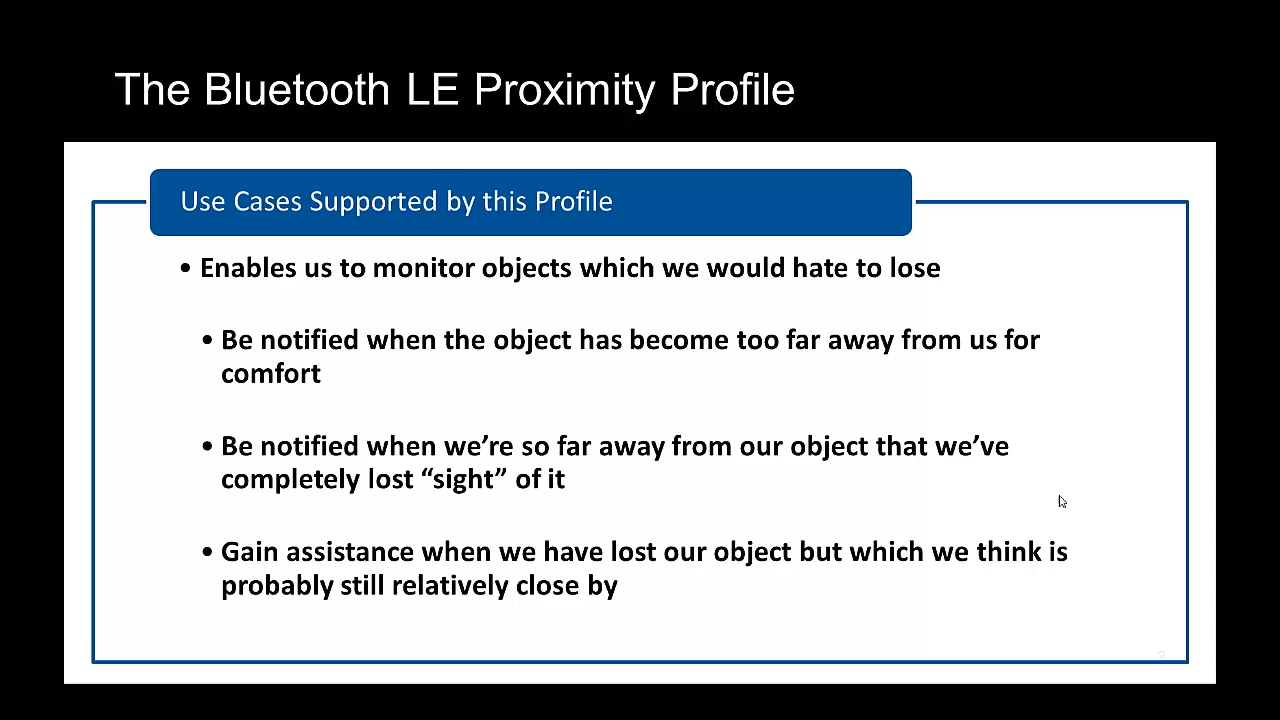 The Bluetooth LE Proximity Profile
Use Cases Supported by this Profile
• Enables us to monitor objects which we would hate to lose
• Be notified when the object has become too far away from us for
comfort
• Be notified when we’re so far away from our object that we’ve
completely lost “sight” of it
• Gain assistance when we have lost our object but which we think is
probably still relatively close by
2